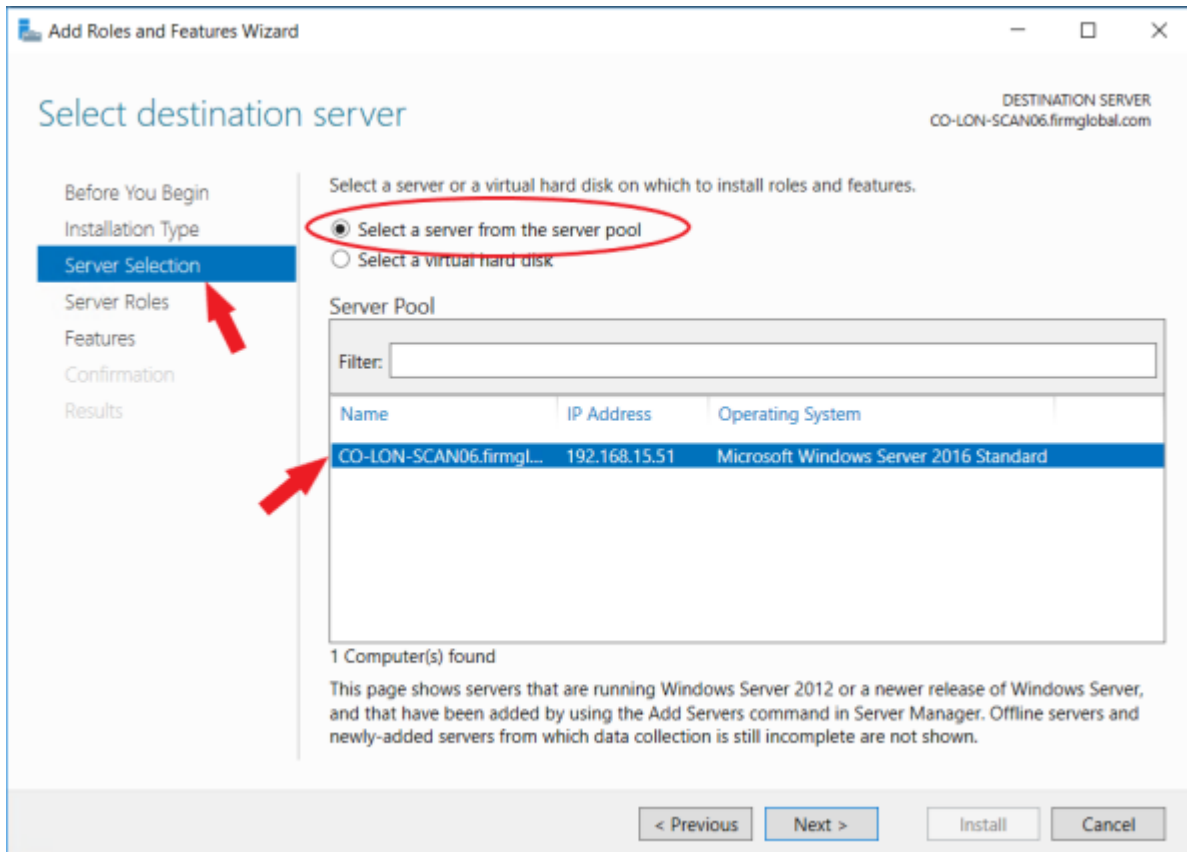 Add Roles and Features Wizard
Select destination server
DESTINATION SERVER
CO-LON-SCAN06.firmglobal.com
Before You Begin
Installation Type
Server Selection
Server Roles
Features
Confirmation
Results
Select a server or a virtual hard disk on which to install roles and features.
Select a server from the server pool
Select a virtual hard disk
Server Pool
Filter:
Name IP Address Operating System
CO-LON-SCAN06.firmgl... 192.168.15.51 Microsoft Windows Server 2016 Standard
1 Computer(s) found
This page shows servers that are running Windows Server 2012 or a newer release of Windows Server,
and that have been added by using the Add Servers command in Server Manager. Offline servers and
newly-added servers from which data collection is still incomplete are not shown.
< Previous Next > Install Cancel